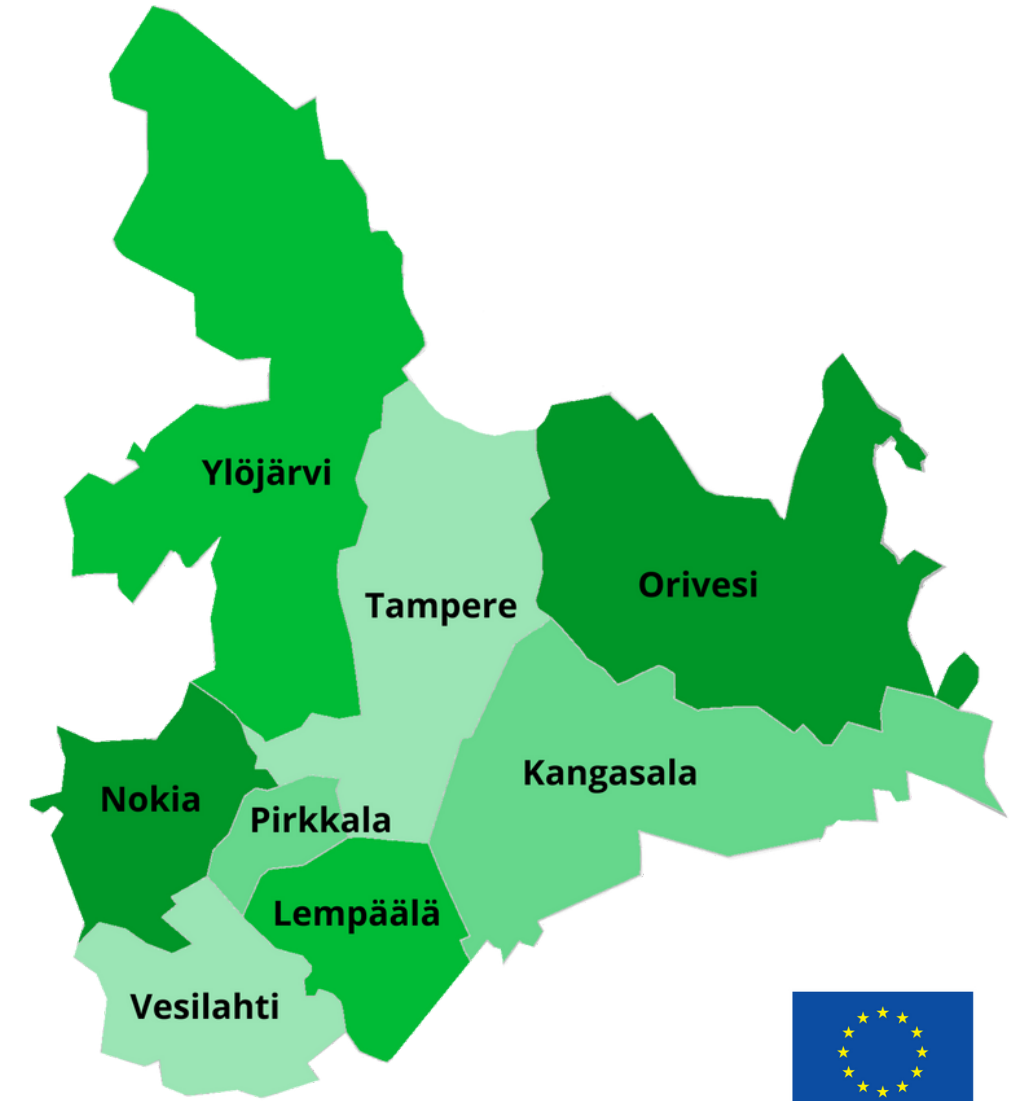 Ylöjärvi
Orivesi
Tampere
Kangasala
Nokia
Pirkkala
Lempäälä
Vesilahti